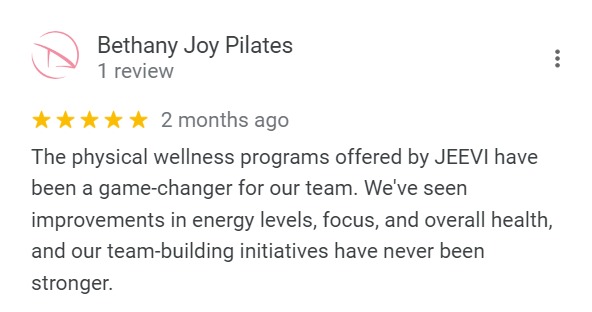 Bethany Joy Pilates
1 review
2 months ago
The physical wellness programs offered by JEEVI have
been a game-changer for our team. We've seen
improvements in energy levels, focus, and overall health,
and our team-building initiatives have never been
stronger.